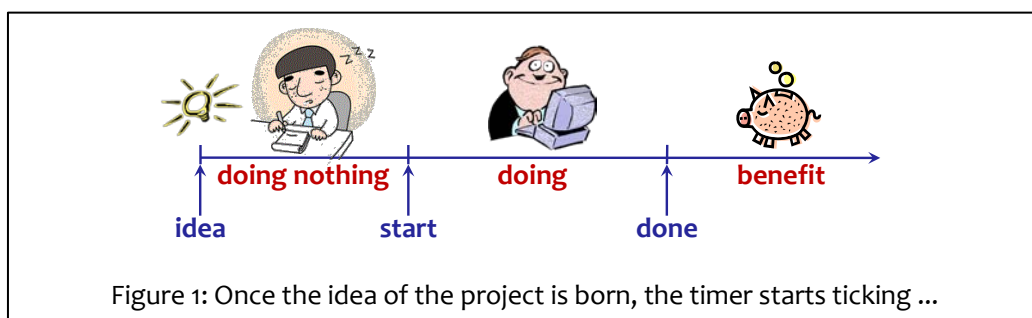 z z z
doing nothing doing benefit
idea start done
Figure 1: Once the idea of the project is born, the timer starts ticking ...